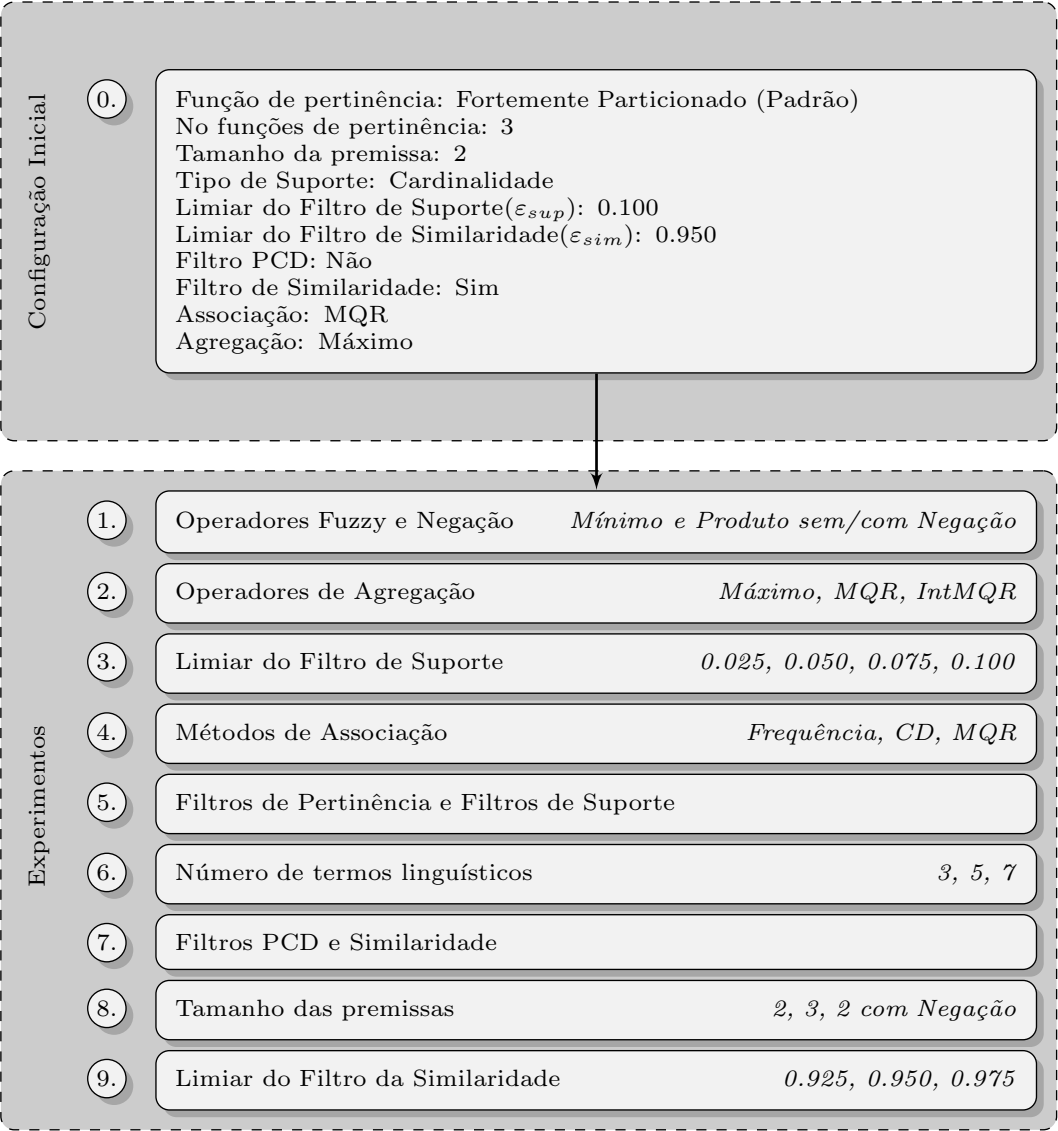 Configuração Inicial
0.
Função de pertinência: Fortemente Particionado (Padrão)
No funções de pertinência: 3
Tamanho da premissa: 2
Tipo de Suporte: Cardinalidade
Limiar do Filtro de Suporte(εsup): 0.100
Limiar do Filtro de Similaridade(εsim): 0.950
Filtro PCD: Não
Filtro de Similaridade: Sim
Associação: MQR
Agregação: Máximo
Experimentos
1. Operadores Fuzzy e Negação Mínimo e Produto sem/com Negação
2. Operadores de Agregação Máximo, MQR, IntMQR
3. Limiar do Filtro de Suporte 0.025, 0.050, 0.075, 0.100
4. Métodos de Associação Frequência, CD, MQR
5. Filtros de Pertinência e Filtros de Suporte
6. Número de termos linguísticos 3, 5, 7
7. Filtros PCD e Similaridade
8. Tamanho das premissas 2, 3, 2 com Negação
9. Limiar do Filtro da Similaridade 0.925, 0.950, 0.975